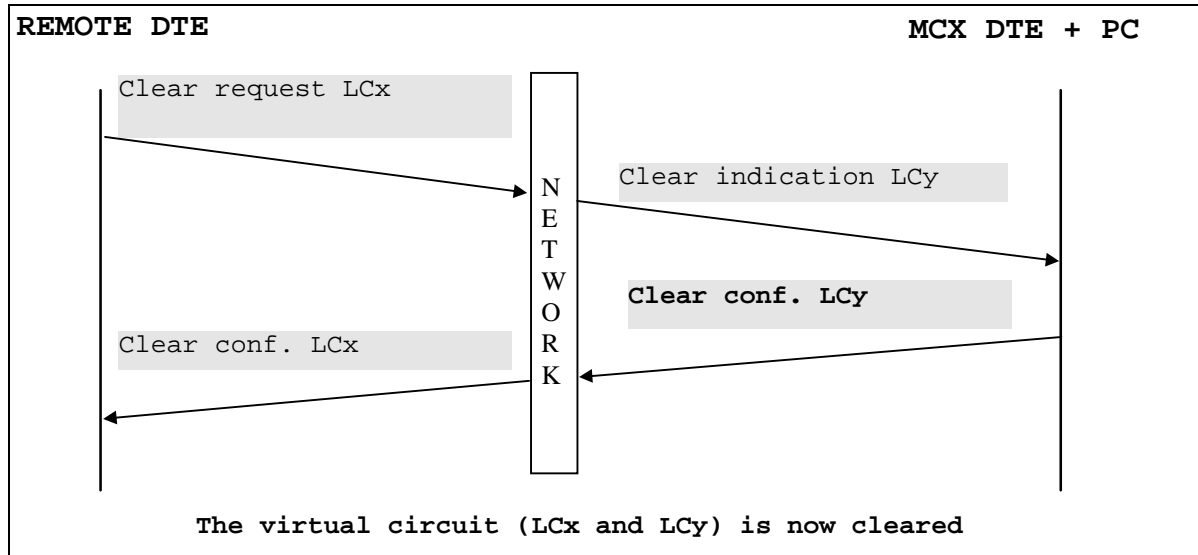 REMOTE DTE
MCX DTE + PC
Clear request LCx
Clear indication LCy
NETWORK
Clear conf. LCy
Clear conf. LCx
The virtual circuit (LCx and LCy) is now cleared